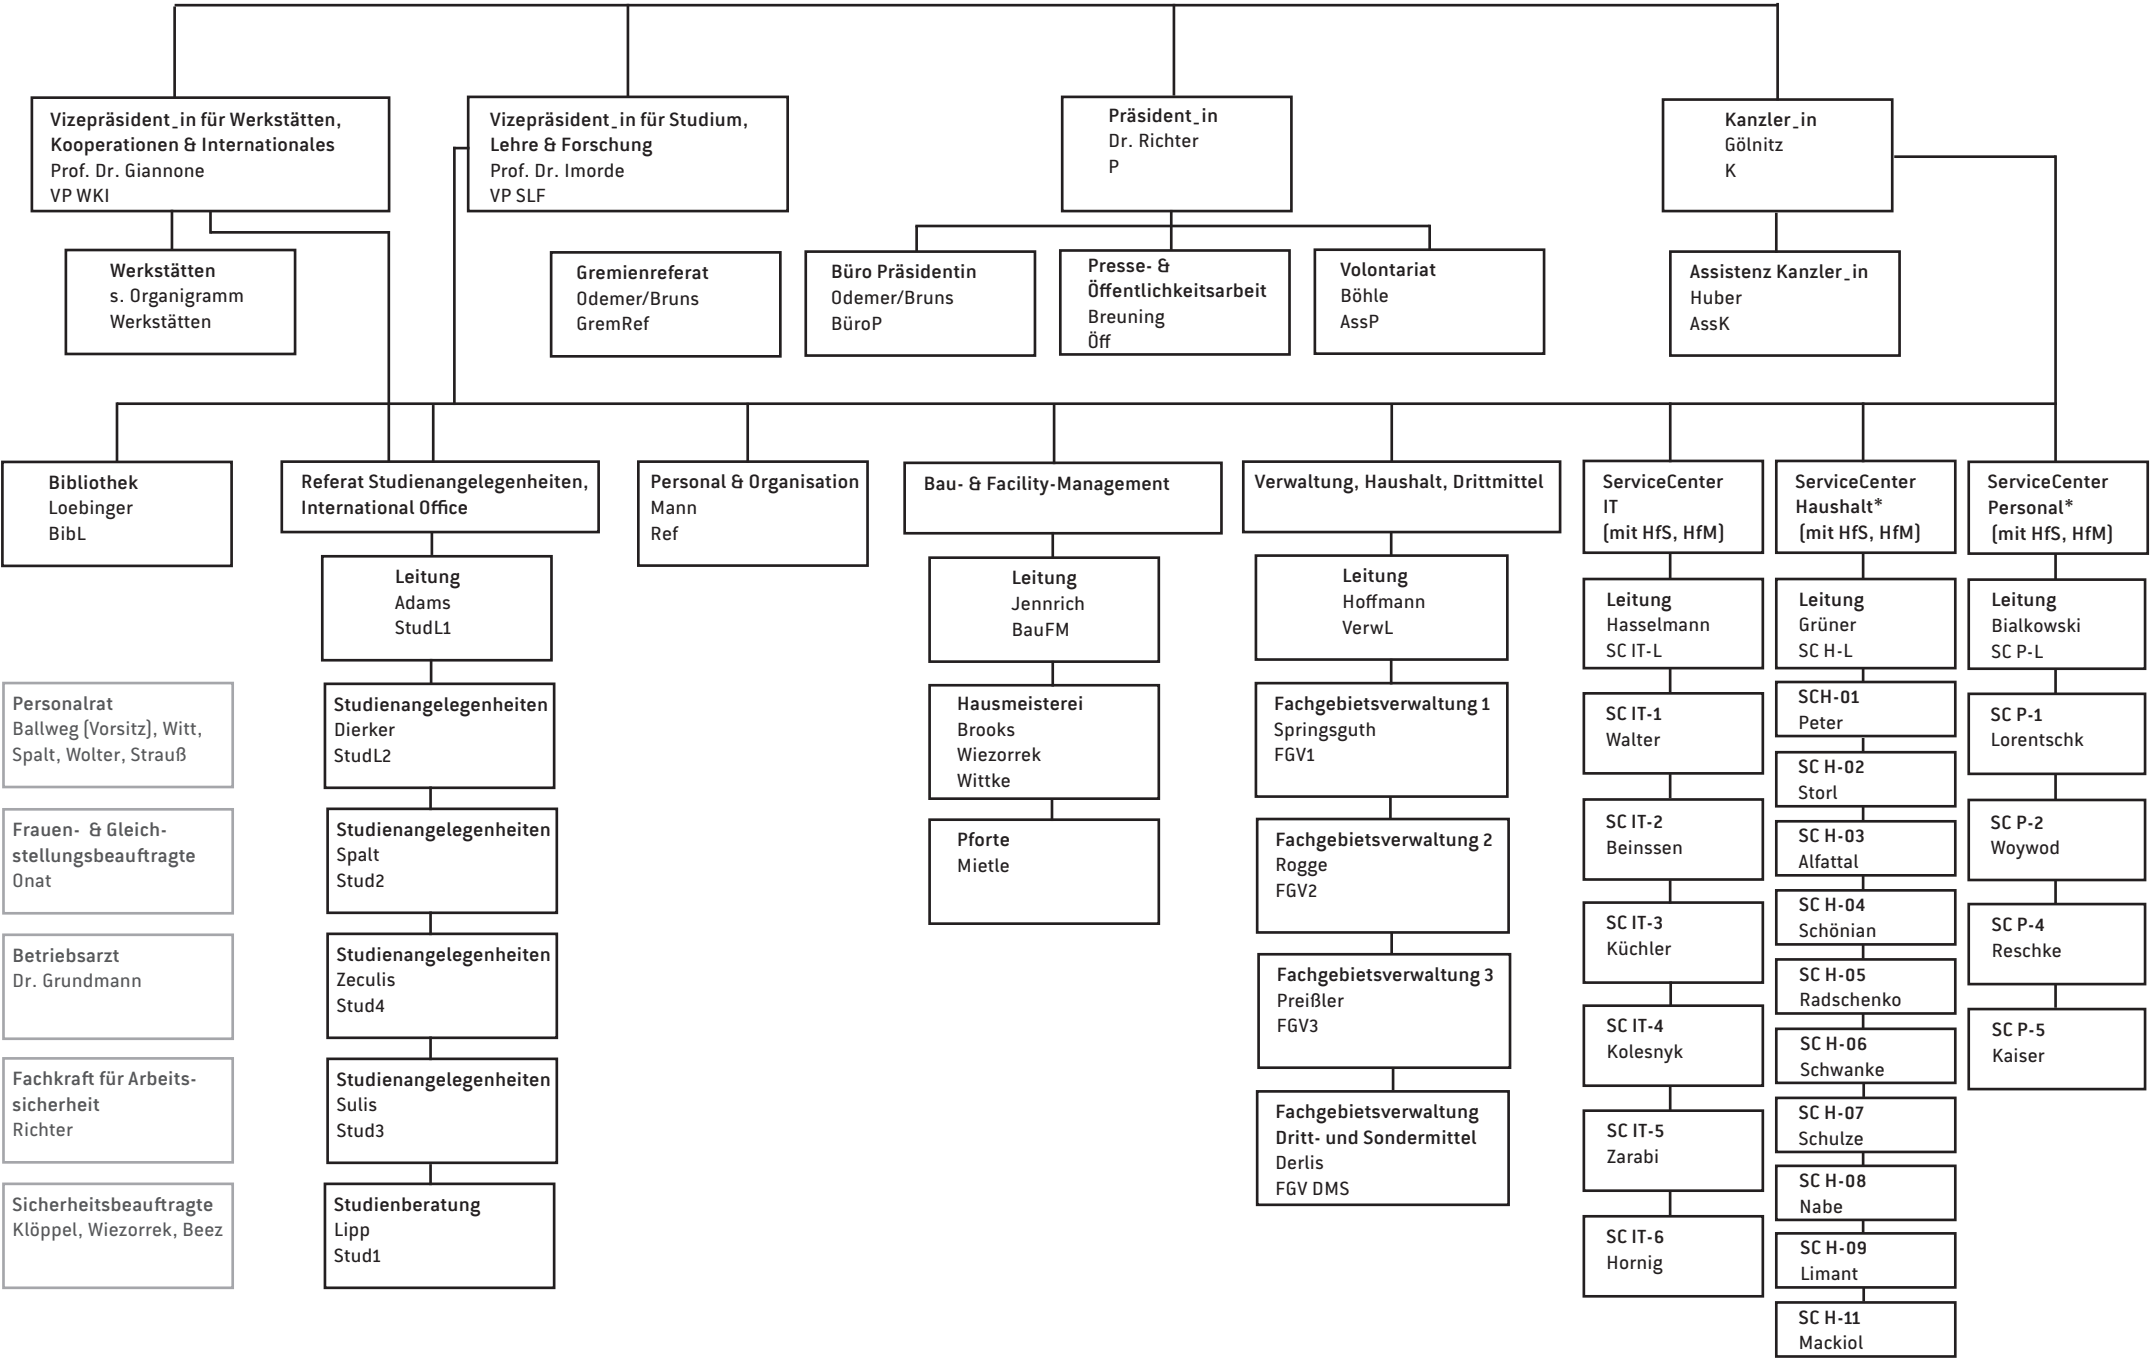 Vizepräsident_in für Werkstätten,
Kooperationen & Internationales
Prof. Dr. Giannone
VP WKI
Vizepräsident_in für Studium,
Lehre & Forschung
Prof. Dr. Imorde
VP SLF
Präsident_in
Dr. Richter
P
Kanzler_in
Gölnitz
K
Werkstätten
s. Organigramm
Werkstätten
Gremienreferat
Odemer/Bruns
GremRef
Büro Präsidentin
Odemer/Bruns
BüroP
Presse- &
Öffentlichkeitsarbeit
Breuning
Öff
Volontariat
Böhle
AssP
Assistenz Kanzler_in
Huber
AssK
Bibliothek
Loebinger
BibL
Referat Studienangelegenheiten,
International Office
Personal & Organisation
Mann
Ref
Bau- & Facility-Management
Verwaltung, Haushalt, Drittmittel
ServiceCenter
IT
(mit HfS, HfM)
ServiceCenter
Haushalt*
(mit HfS, HfM)
ServiceCenter
Personal*
(mit HfS, HfM)
Leitung
Adams
StudL1
Leitung
Jennrich
BauFM
Leitung
Hoffmann
VerwL
Leitung
Hasselmann
SC IT-L
Leitung
Grüner
SC H-L
Leitung
Bialkowski
SC P-L
Personalrat
Ballweg (Vorsitz), Witt,
Spalt, Wolter, Strauß
Frauen- & Gleich-
stellungsbeauftragte
Onat
Betriebsarzt
Dr. Grundmann
Fachkraft für Arbeits-
sicherheit
Richter
Sicherheitsbeauftragte
Klöppel, Wiezorrek, Beez
Studienangelegenheiten
Dierker
StudL2
Studienangelegenheiten
Spalt
Stud2
Studienangelegenheiten
Zeculis
Stud4
Studienangelegenheiten
Sulis
Stud3
Studienberatung
Lipp
Stud1
Hausmeisterei
Brooks
Wiezorrek
Wittke
Pforte
Mietle
Fachgebietsverwaltung 1
Springsguth
FGV1
Fachgebietsverwaltung 2
Rogge
FGV2
Fachgebietsverwaltung 3
Preißler
FGV3
Fachgebietsverwaltung
Dritt- und Sondermittel
Derlis
FGV DMS
SC IT-1
Walter
SC IT-2
Beinssen
SC IT-3
Küchler
SC IT-4
Kolesnyk
SC IT-5
Zarabi
SC IT-6
Hornig
SCH-01
Peter
SC H-02
Storl
SC H-03
Alfattal
SC H-04
Schönian
SC H-05
Radschenko
SC H-06
Schwanke
SC H-07
Schulze
SC H-08
Nabe
SC H-09
Limant
SC H-11
Mackiol
SC P-1
Lorentschk
SC P-2
Woywod
SC P-4
Reschke
SC P-5
Kaiser